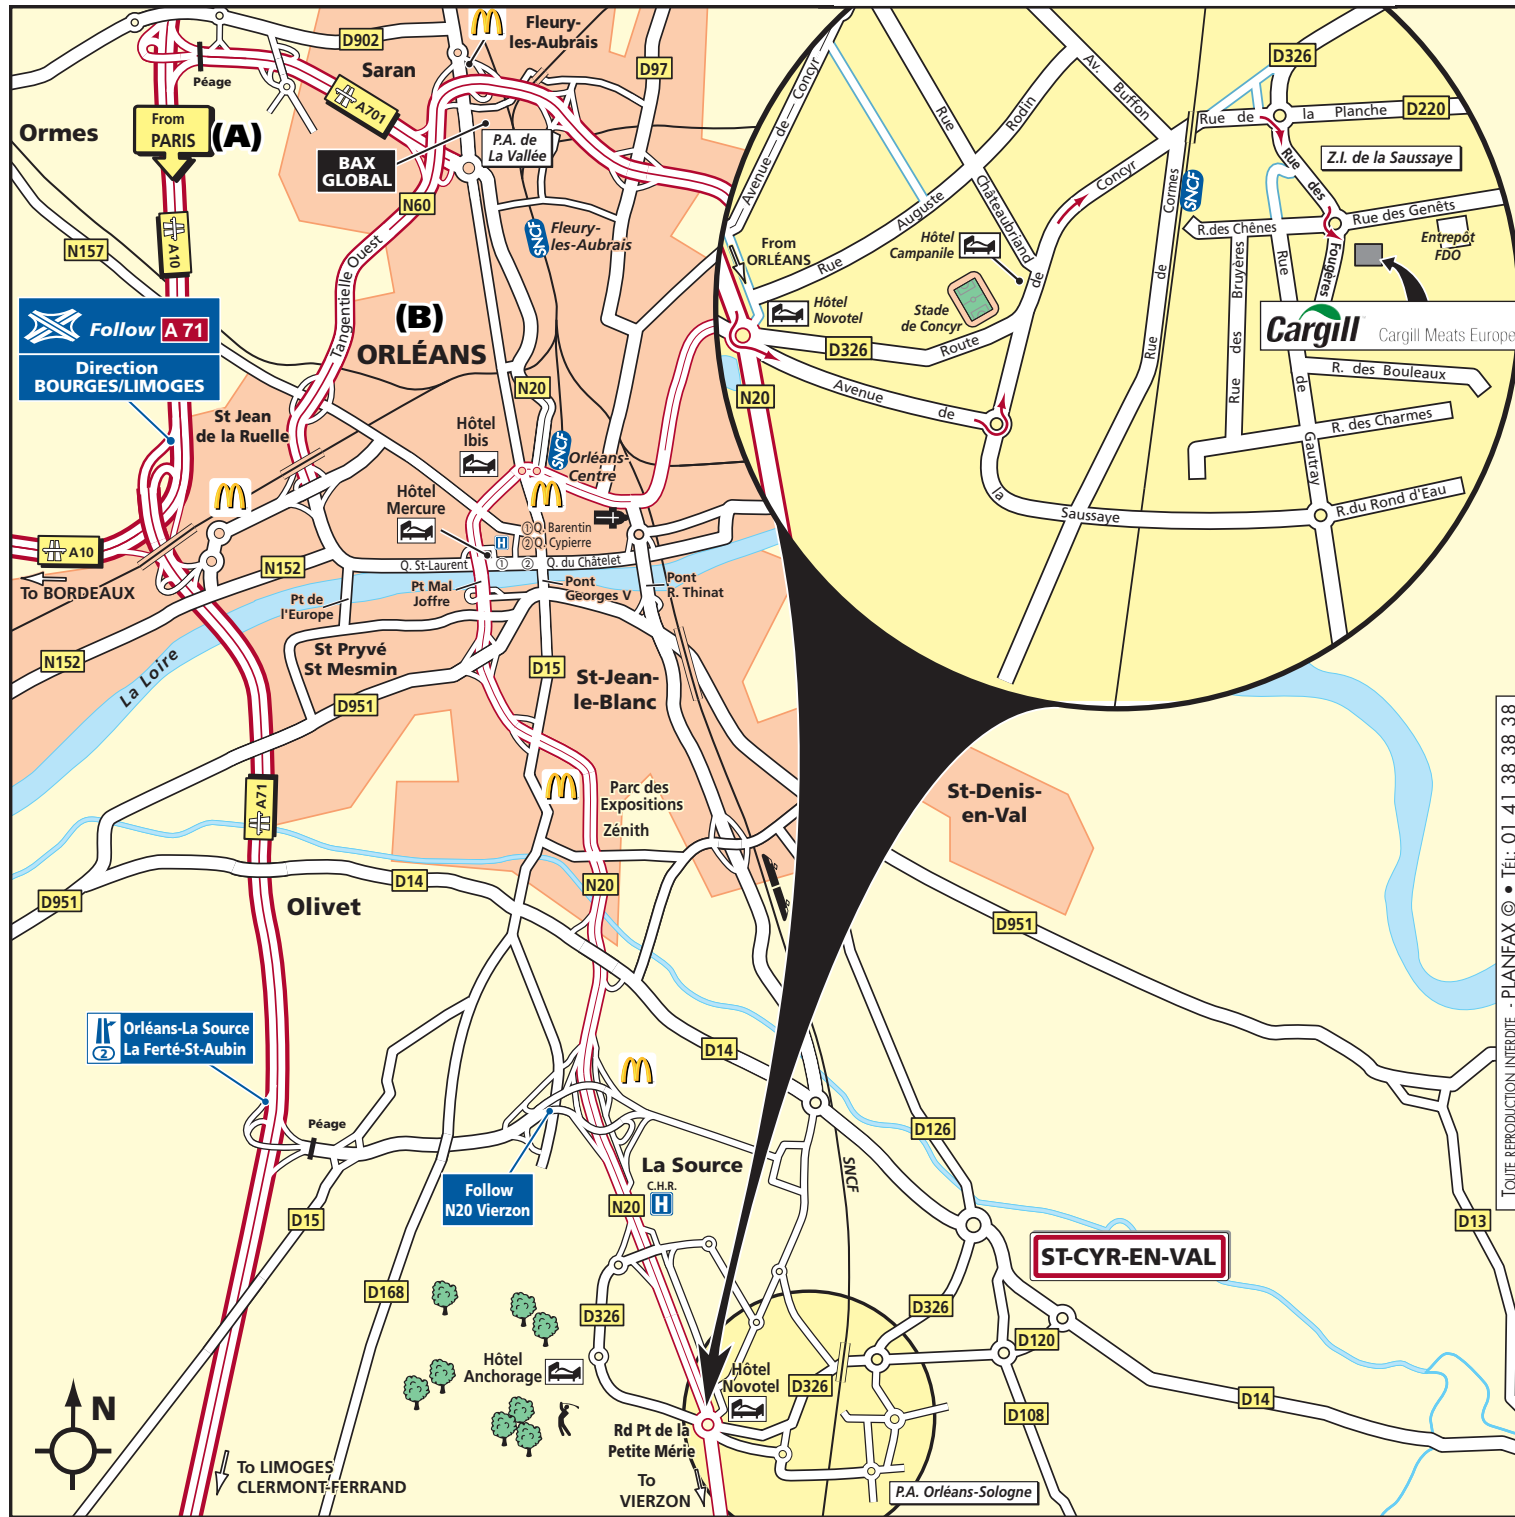 D902
Fleury-
les-Aubrais
D97
Saran
Péage
A701
Ormes
From
PARIS
(A)
BAX
GLOBAL
P.A. de
La Vallée
N60
A10
N157
SNCF
Fleury-
les-Aubrais
Tangentielle Ouest
Follow A 71
Direction
BOURGES/LIMOGES
(B)
ORLÉANS
N20
St Jean
de la Ruelle
Hôtel
Ibis
SNCF
Orléans-
Centre
Hôtel
Mercure
H
① Q. Barentin
② Q. Cypierre
Q. St-Laurent
①
②
Q. du Châtelet
A10
To BORDEAUX
N152
Pt de
l'Europe
Pt Mal
Joffre
Pont
Georges V
Pont
R. Thinat
N152
La Loire
St Pryvé
St Mesmin
D951
D15
St-Jean-
le-Blanc
A71
Parc des
Expositions
Zénith
D14
N20
D951
Olivet
St-Denis-
en-Val
D951
Orléans-La Source
La Ferté-St-Aubin
2
D14
Péage
D126
La Source
C.H.R.
H
SNCF
Follow
N20 Vierzon
N20
D15
D13
ST-CYR-EN-VAL
D168
D326
D326
D120
Hôtel
Anchorage
Hôtel
Novotel
D326
D14
D108
N
Rd Pt de la
Petite Mérie
To LIMOGES
CLERMONT-FERRAND
To
VIERZON
P.A. Orléans-Sologne
Avenue de Concyr
Rue Châteaubriand
Rue Auguste Rodin
Av. Buffon
D326
Rue de la Planche
D220
Z.I. de la Saussaye
Rue des Fougères
Rue des Genêts
R.des Chênes
Entrepôt
FDO
SNCF
Rue de Cormes
From
ORLÉANS
Hôtel
Campanile
Stade
de Concyr
Hôtel
Novotel
D326
Route de Concyr
N20
Avenue de la Saussaye
Rue des Bruyères
Rue de Gautray
Cargill
Cargill Meats Europe
R. des Bouleaux
R. des Charmes
R.du Rond d'Eau
TOUTE REPRODUCTION INTERDITE - PLANFAX © • TÉL: 01 41 38 38 38